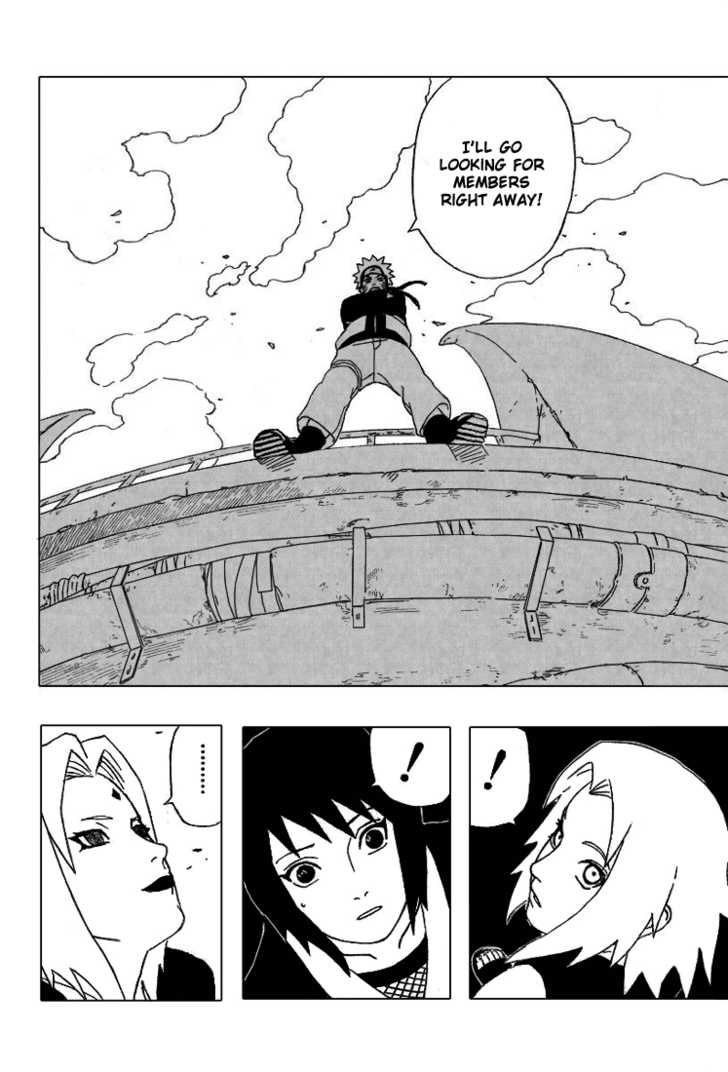 I'LL GO
LOOKING FOR
MEMBERS
RIGHT AWAY!
!
!
........